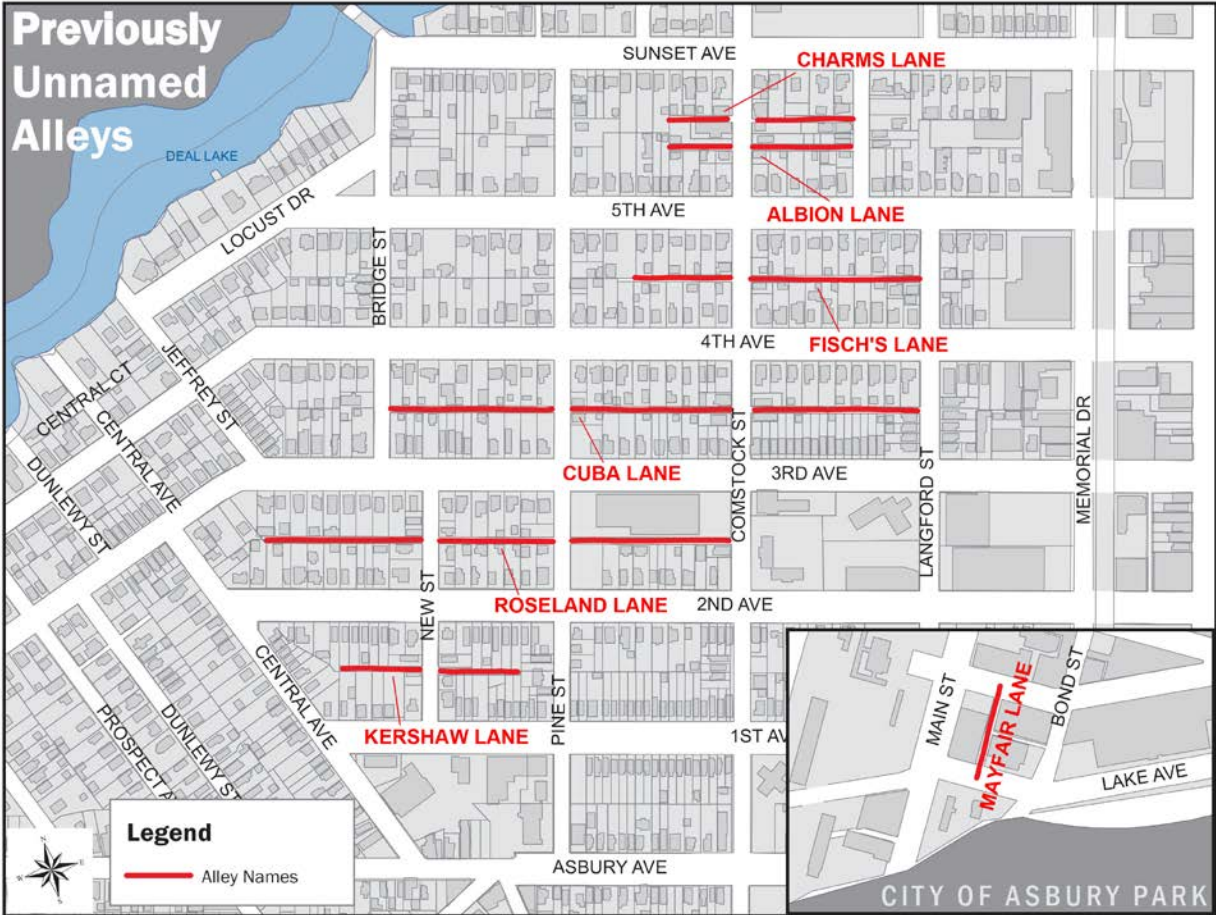 Previously
Unnamed
Alleys
SUNSET AVE
CHARMS LANE
DEAL LAKE
LOCUST DR
5TH AVE
ALBION LANE
BRIDGE ST
4TH AVE
FISCH'S LANE
JEFFREY ST
CENTRAL CT
CENTRAL AVE
DUNLEWY ST
CUBA LANE
3RD AVE
COMSTOCK ST
LANGFORD ST
MEMORIAL DR
ROSELAND LANE
2ND AVE
NEW ST
CENTRAL AVE
KERSHAW LANE
PINE ST
1ST AV
PROSPECT A
DUNLEWY ST
ASBURY AVE
MAIN ST
MAYFAIR LANE
BOND ST
LAKE AVE
Legend
Alley Names
CITY OF ASBURY PARK